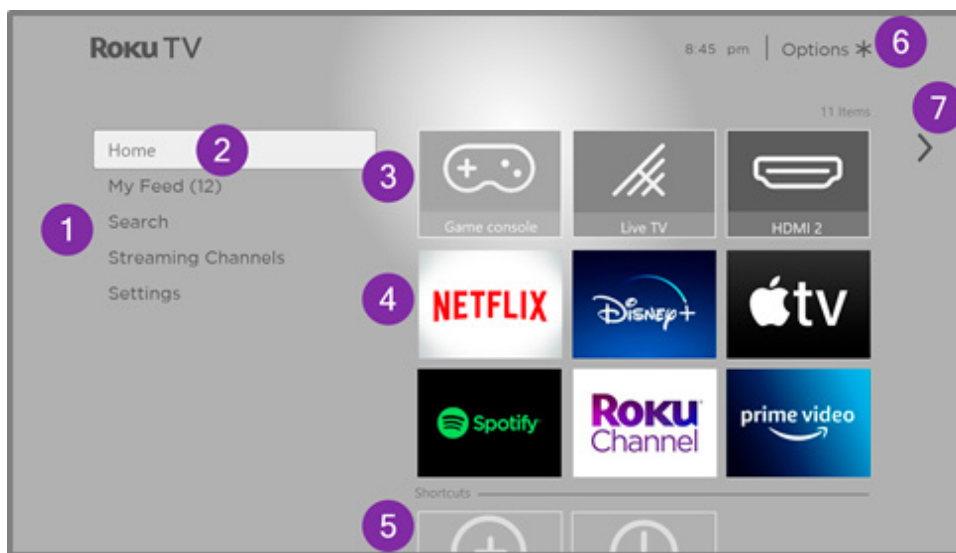 Roku TV
8:45 pm | Options *
6
7
11 Items
Home
2
My Feed (12)
1
Search
Streaming Channels
Settings
3
Game console
Live TV
HDMI 2
4
NETFLIX
Disney+
tv
Spotify
Roku Channel
prime video
Shortcuts
5